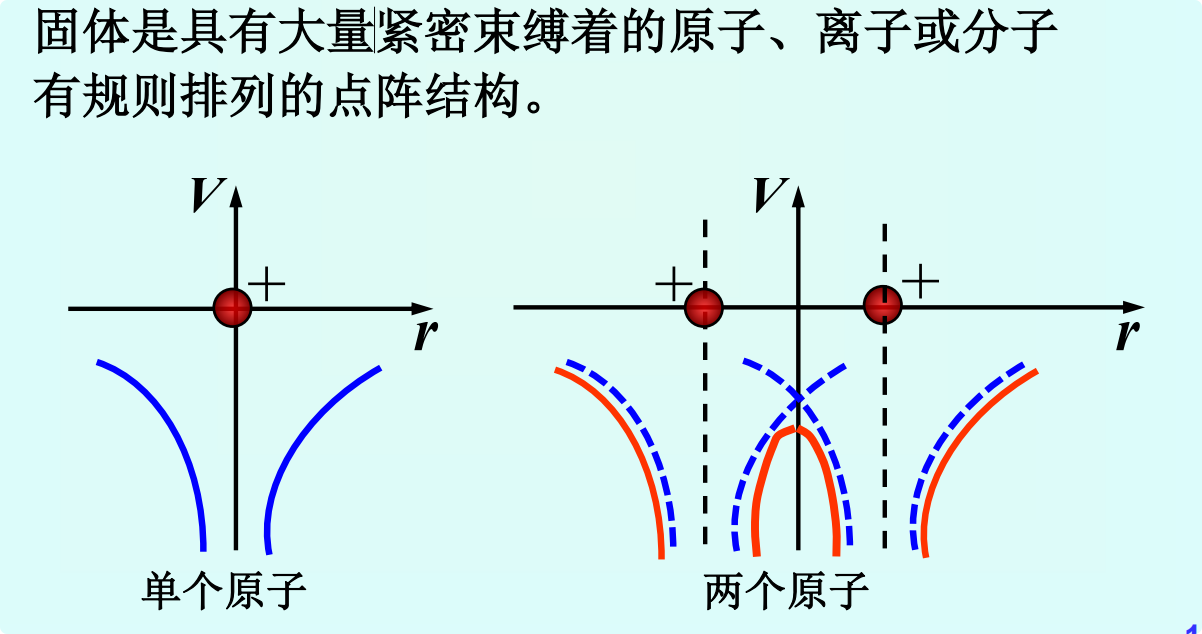 固体是具有大量紧密束缚着的原子、离子或分子
有规则排列的点阵结构。
V
V
+
+
+
r
r
单个原子
两个原子